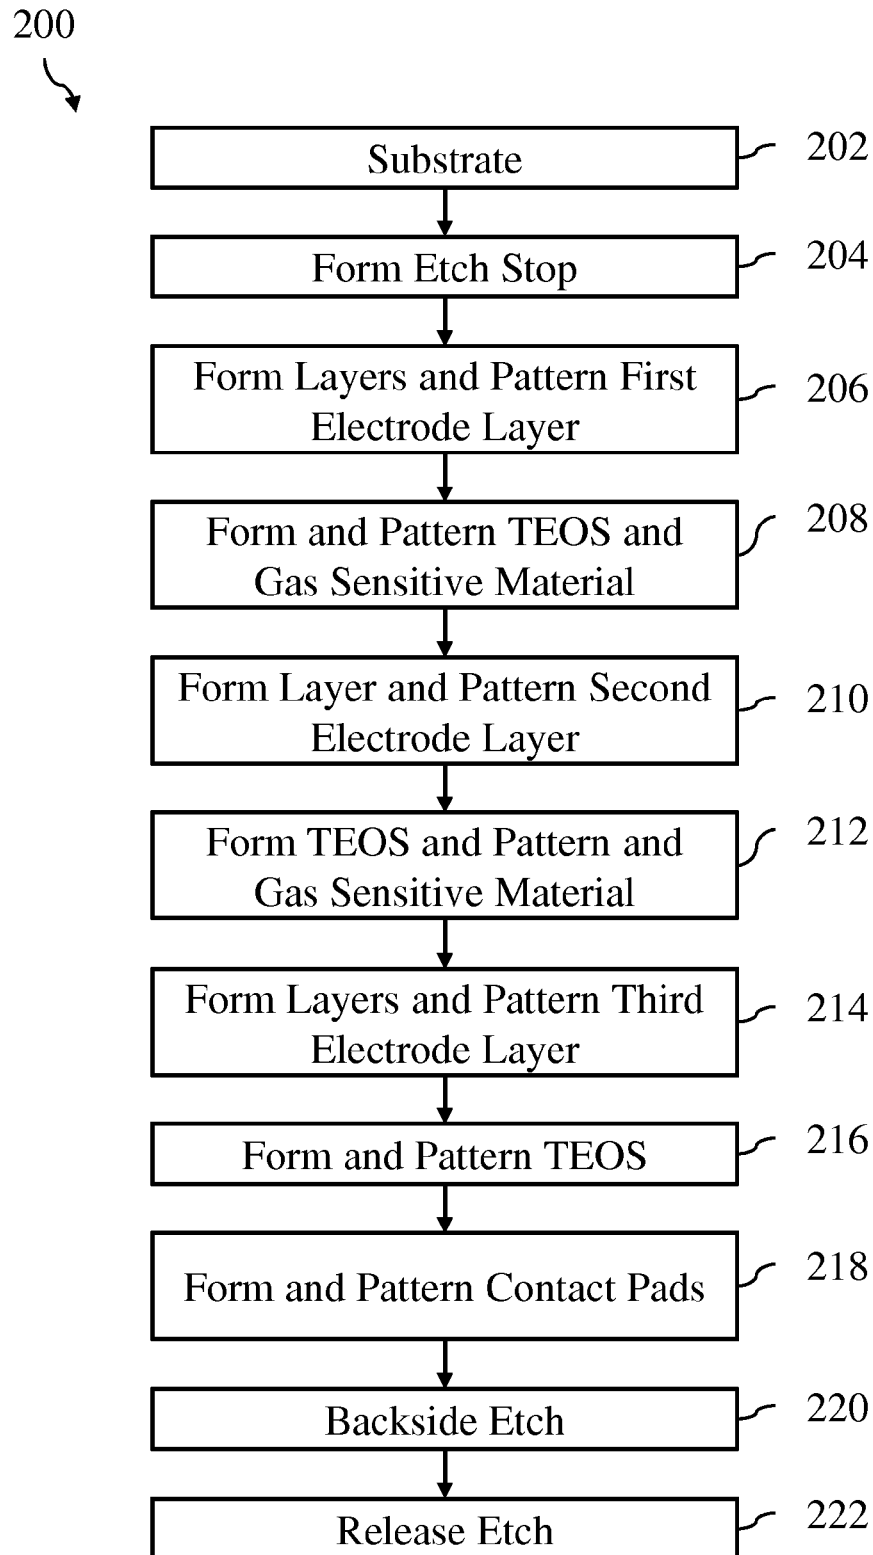 200
Substrate
202
Form Etch Stop
204
Form Layers and Pattern First
Electrode Layer
206
Form and Pattern TEOS and
Gas Sensitive Material
208
Form Layer and Pattern Second
Electrode Layer
210
Form TEOS and Pattern and
Gas Sensitive Material
212
Form Layers and Pattern Third
Electrode Layer
214
Form and Pattern TEOS
216
Form and Pattern Contact Pads
218
Backside Etch
220
Release Etch
222